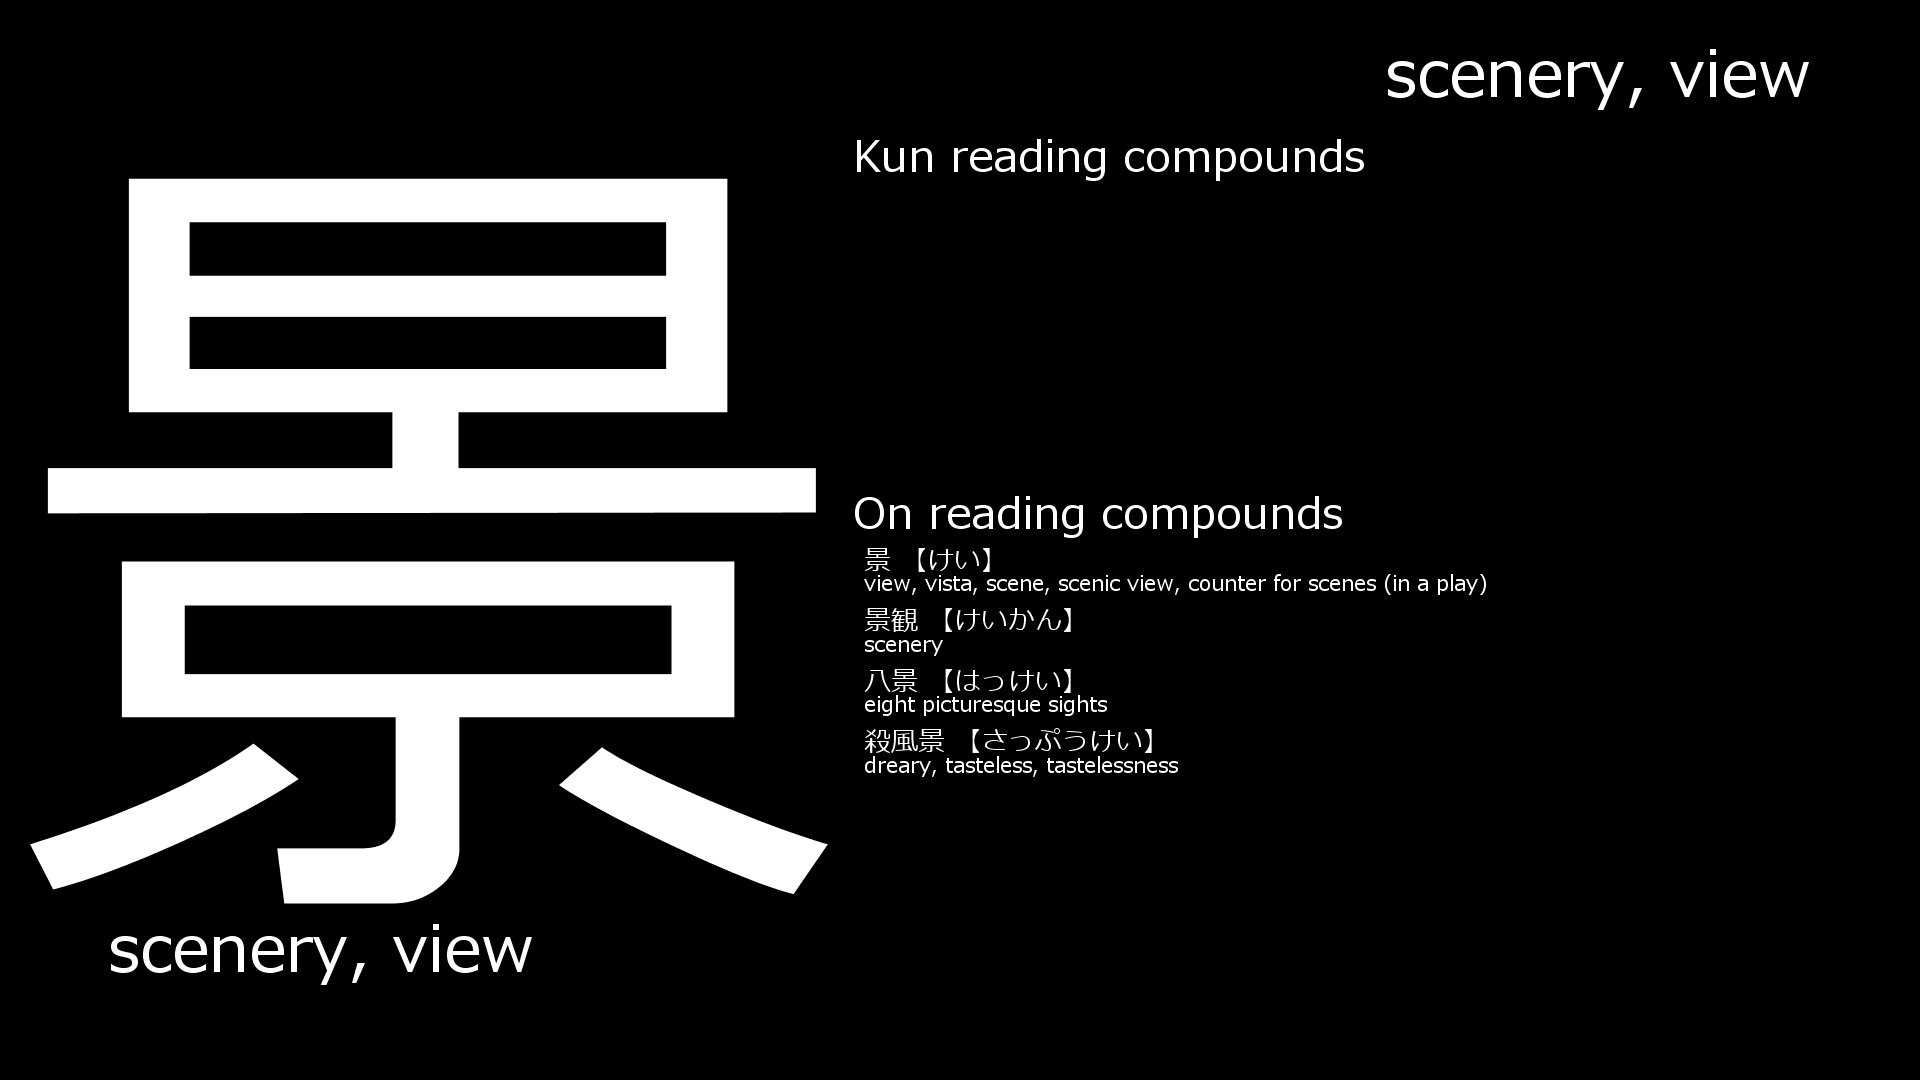 scenery, view
景
scenery, view
Kun reading compounds
On reading compounds
景 【けい】
view, vista, scene, scenic view, counter for scenes (in a play)
景観 【けいかん】
scenery
八景 【はっけい】
eight picturesque sights
殺風景 【さっぷうけい】
dreary, tasteless, tastelessness